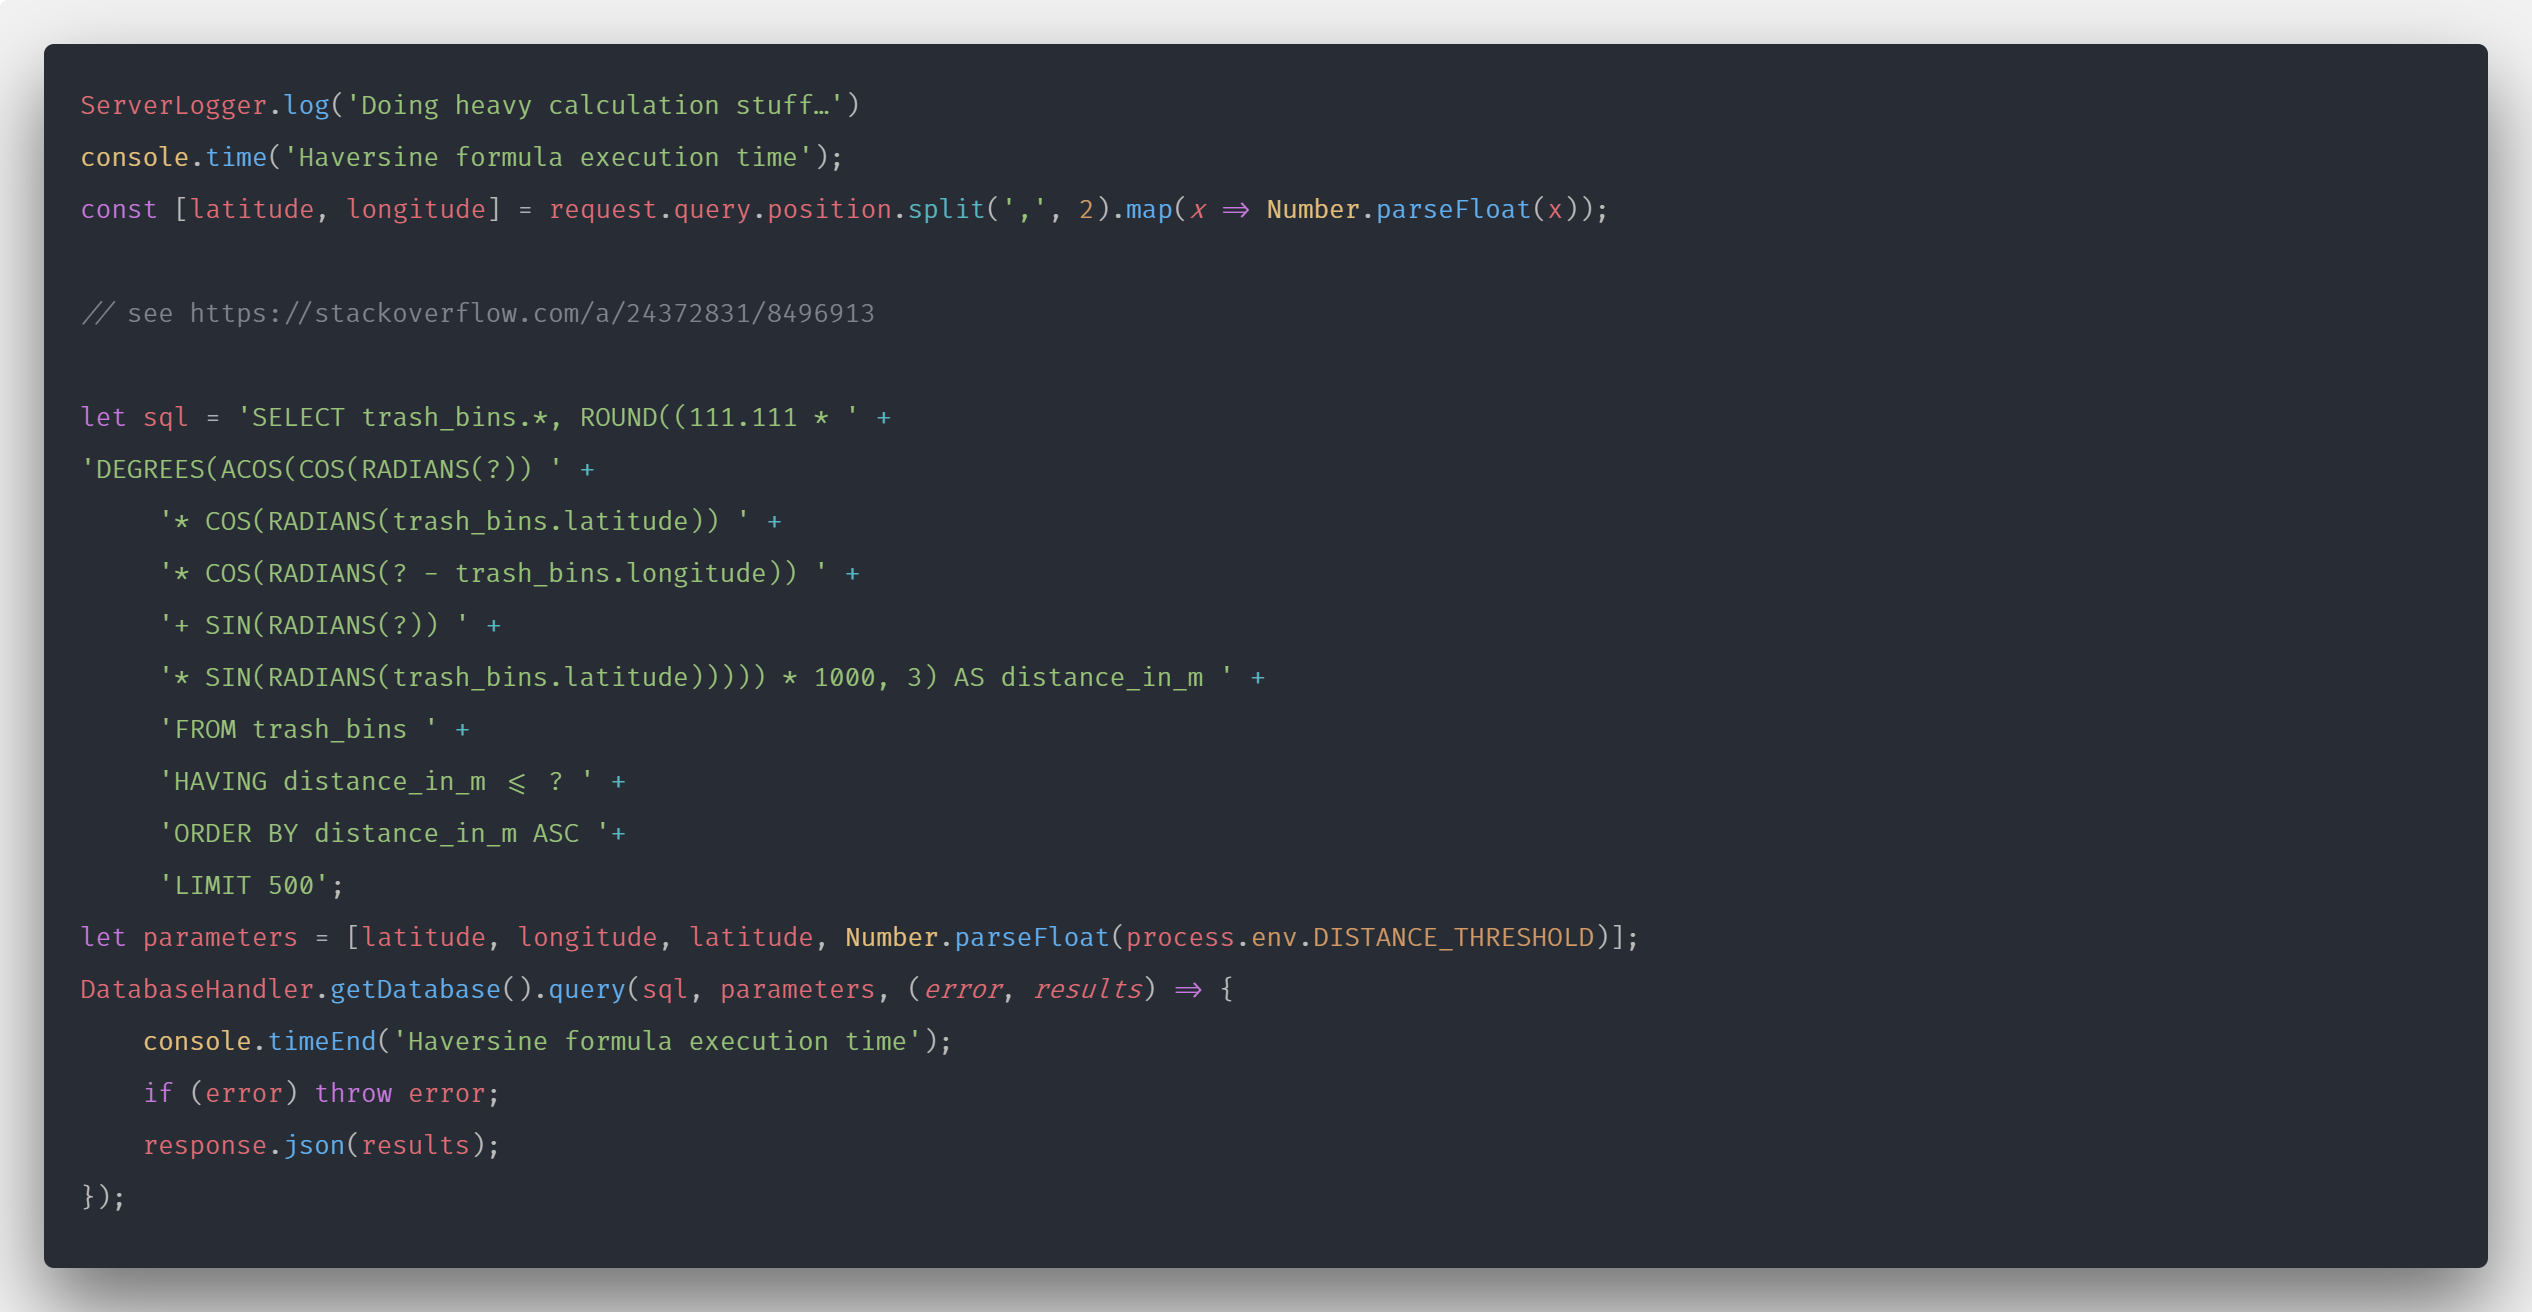 ServerLogger.log('Doing heavy calculation stuff…')
console.time('Haversine formula execution time');
const [latitude, longitude] = request.query.position.split(',', 2).map(x => Number.parseFloat(x));
// see https://stackoverflow.com/a/24372831/8496913
let sql = 'SELECT trash_bins.*, ROUND((111.111 * ' +
'DEGREES(ACOS(COS(RADIANS(?)) ' +
'* COS(RADIANS(trash_bins.latitude)) ' +
'* COS(RADIANS(? - trash_bins.longitude)) ' +
'+ SIN(RADIANS(?)) ' +
'* SIN(RADIANS(trash_bins.latitude))))) * 1000, 3) AS distance_in_m ' +
'FROM trash_bins ' +
'HAVING distance_in_m <= ? ' +
'ORDER BY distance_in_m ASC '+
'LIMIT 500';
let parameters = [latitude, longitude, latitude, Number.parseFloat(process.env.DISTANCE_THRESHOLD)];
DatabaseHandler.getDatabase().query(sql, parameters, (error, results) => {
console.timeEnd('Haversine formula execution time');
if (error) throw error;
response.json(results);
});